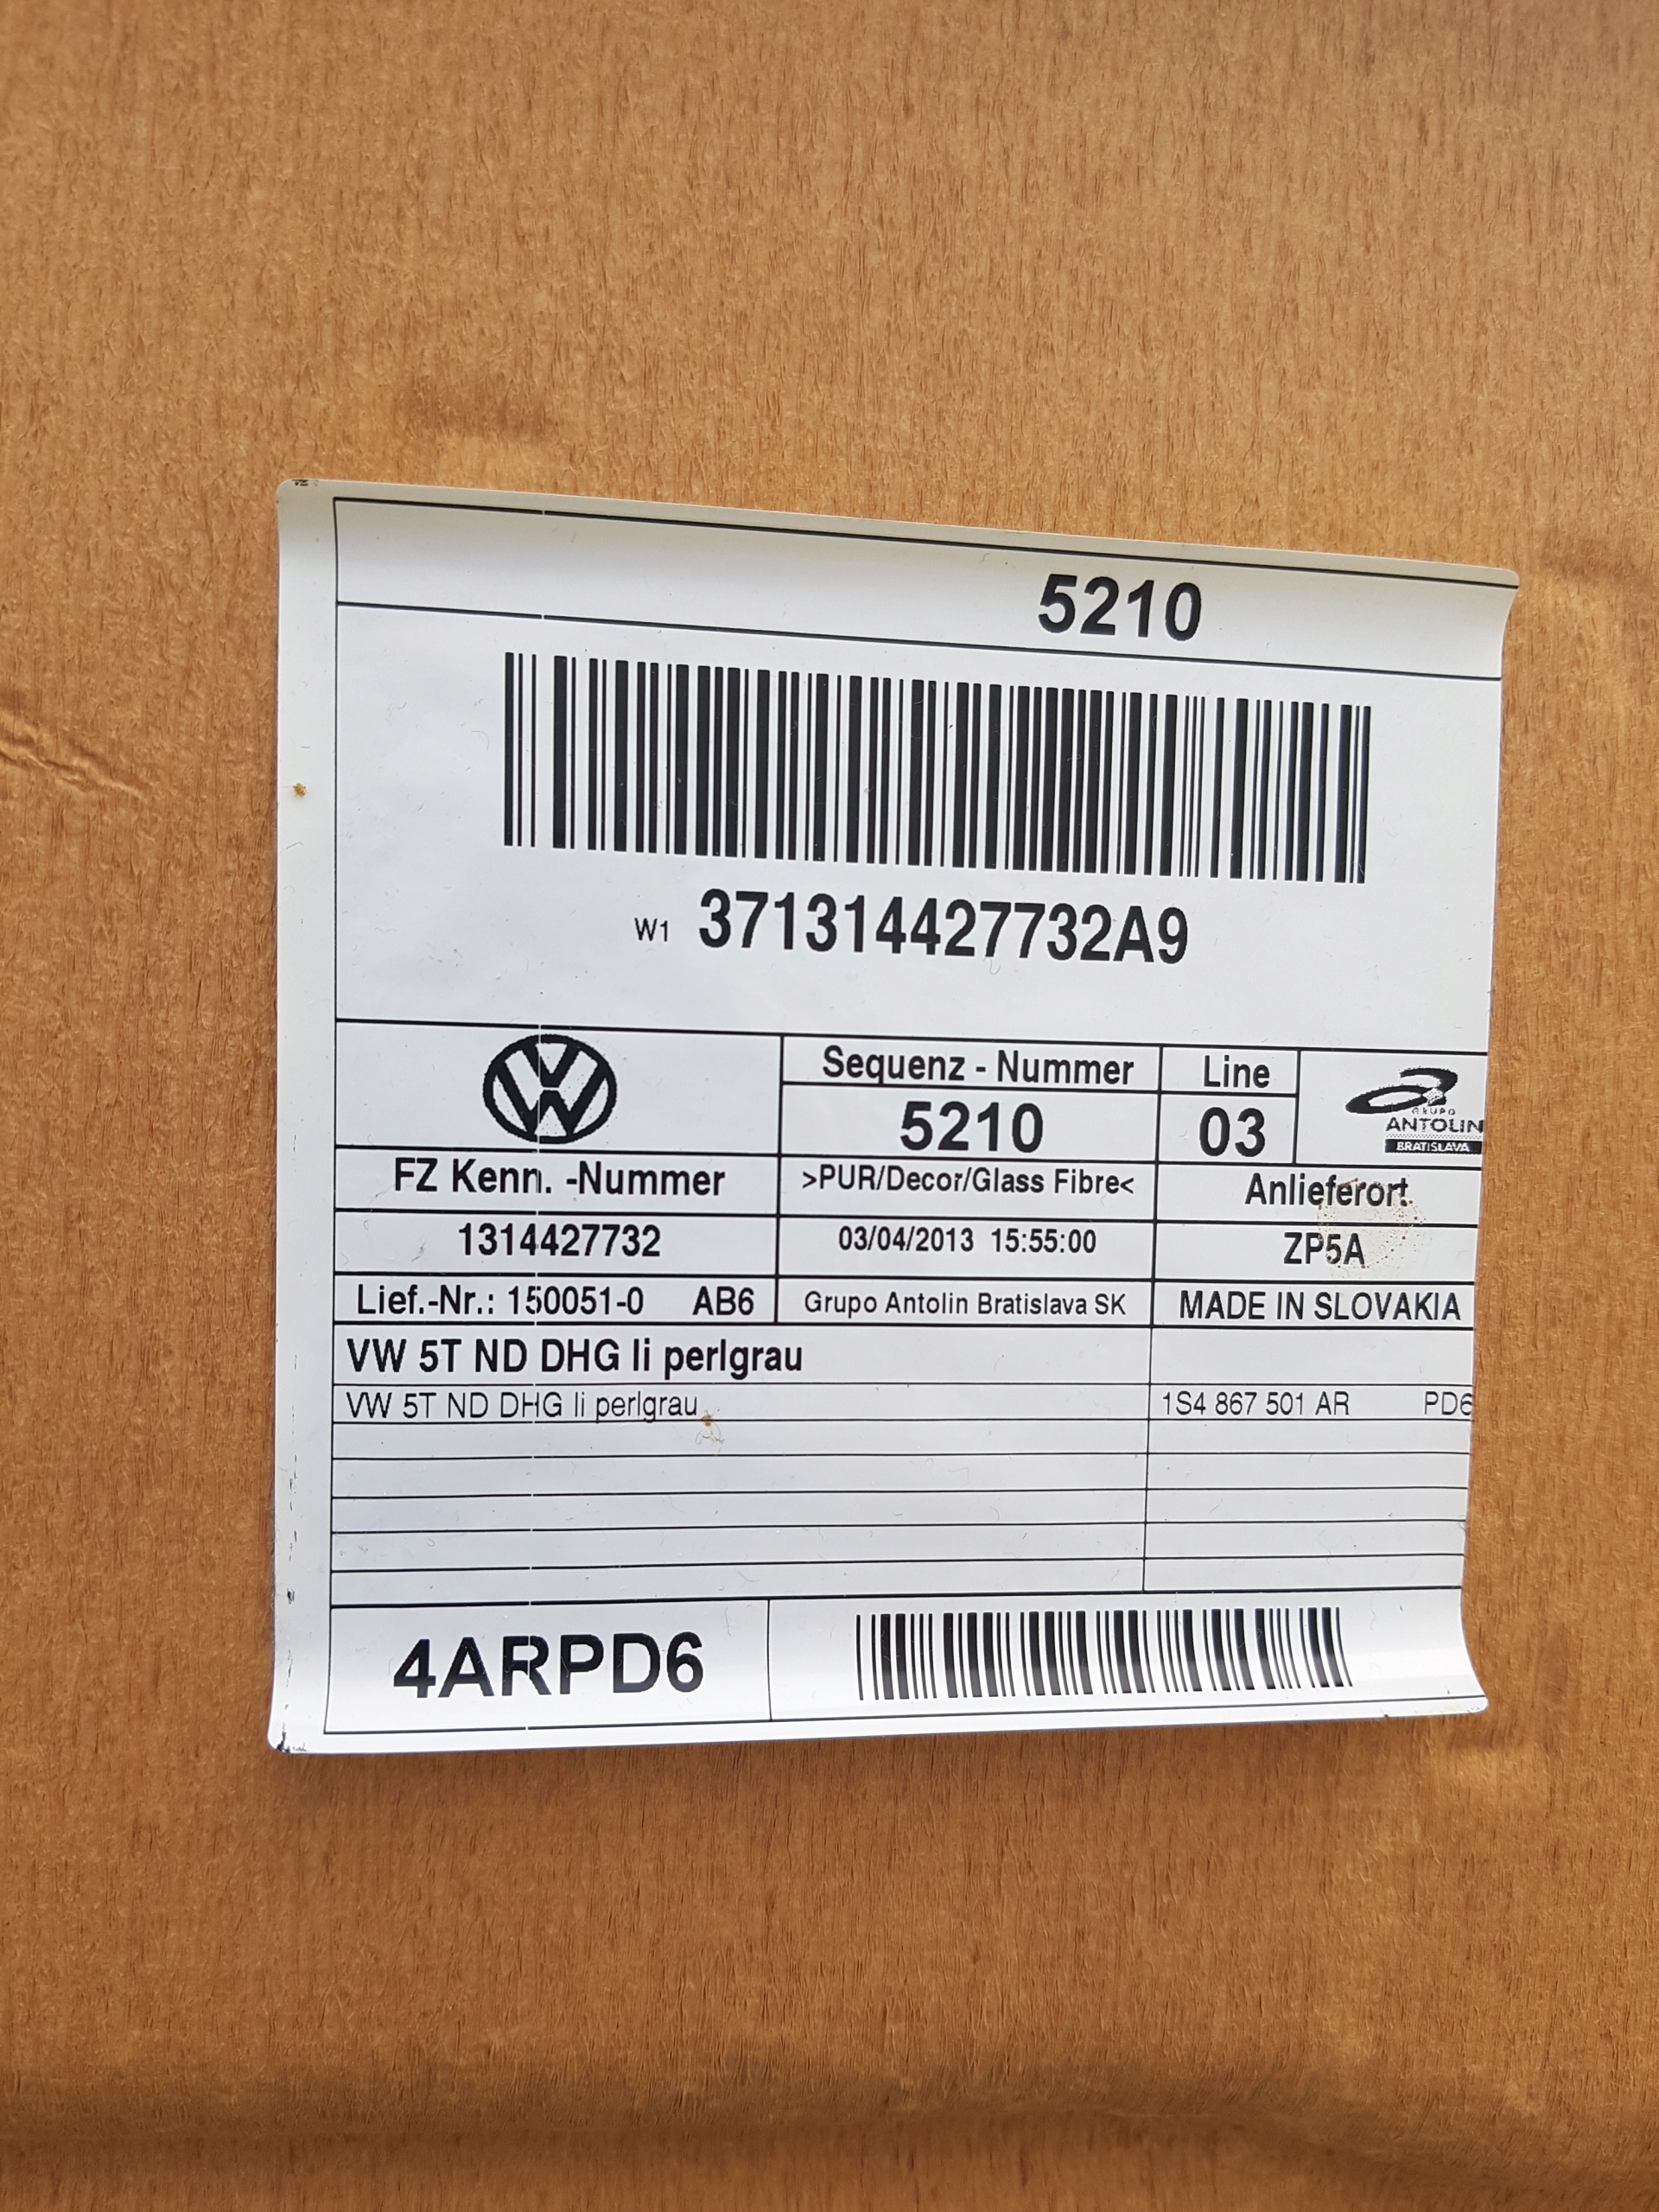 5210
W1 371314427732A9
Sequenz - Nummer
Line
5210
03
GRUPO
ANTOLIN
BRATISLAVA
FZ Kenn. -Nummer
>PUR/Decor/Glass Fibre<
Anlieferort
1314427732
03/04/2013 15:55:00
ZP5A
Lief.-Nr.: 150051-0 AB6
Grupo Antolin Bratislava SK
MADE IN SLOVAKIA
VW 5T ND DHG li perlgrau
VW 5T ND DHG li perlgrau
1S4 867 501 AR PD6
4ARPD6